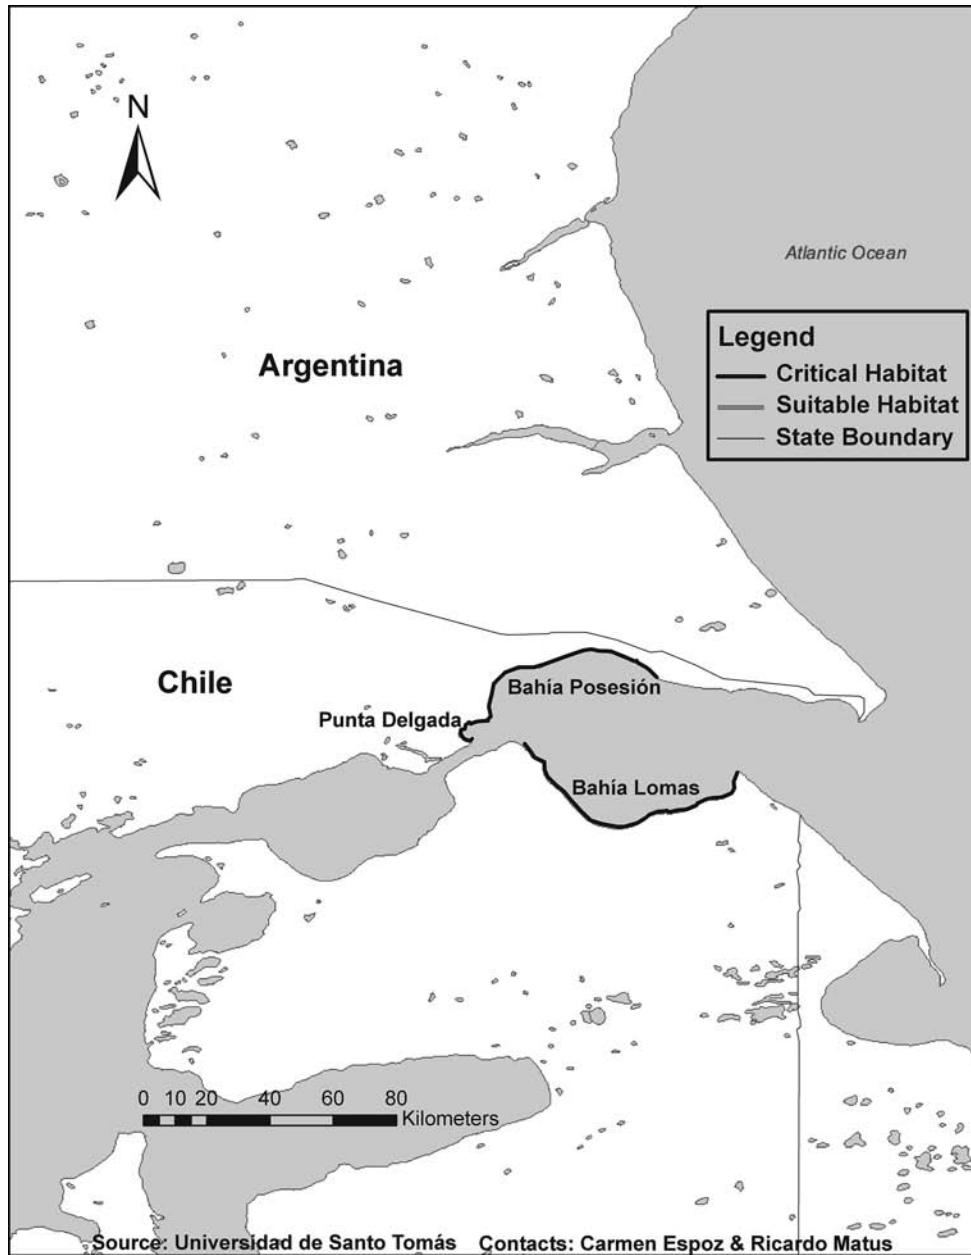 N
Atlantic Ocean
Legend
Critical Habitat
Suitable Habitat
State Boundary
Argentina
Chile
Bahía Posesión
Punta Delgada
Bahía Lomas
0 10 20 40 60 80
Kilometers
Source: Universidad de Santo Tomás Contacts: Carmen Espoz & Ricardo Matus